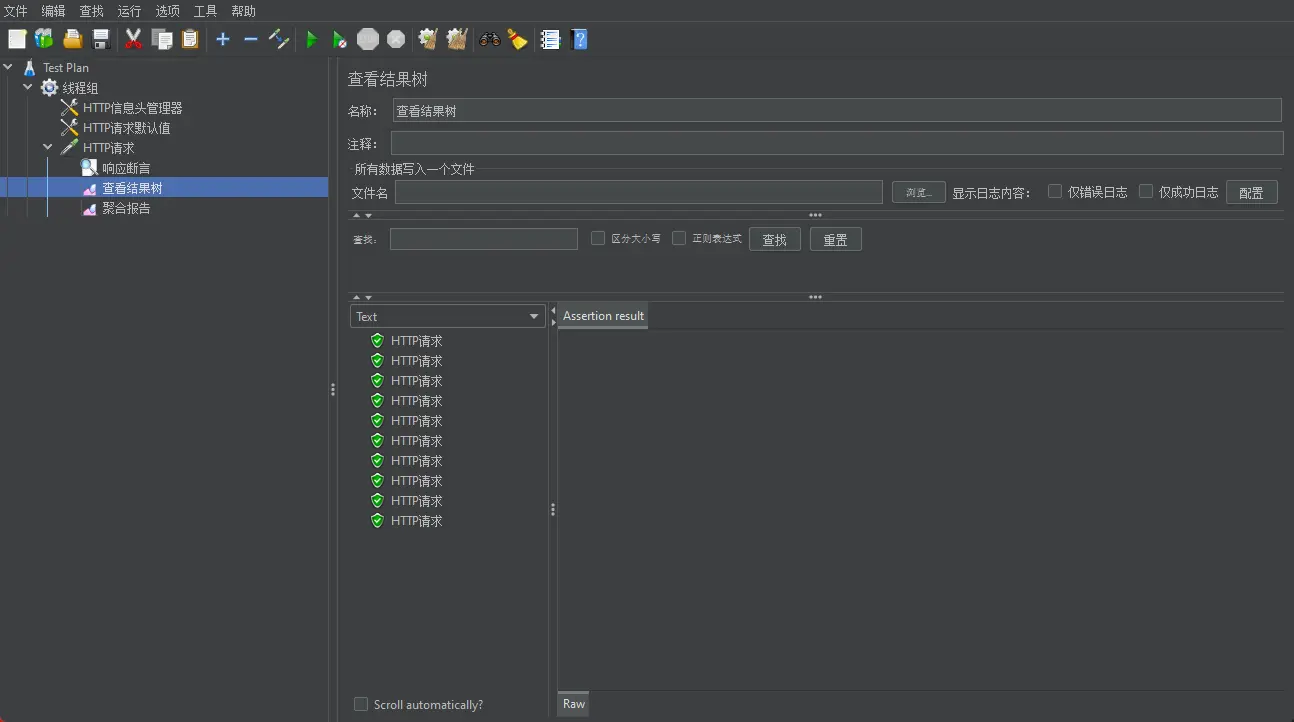 文件 编辑 查找 运行 选项 工具 帮助
Test Plan
线程组
HTTP信息头管理器
HTTP请求默认值
HTTP请求
响应断言
查看结果树
聚合报告
查看结果树
名称： 查看结果树
注释：
所有数据写入一个文件
文件名 浏览... 显示日志内容： 仅错误日志 仅成功日志 配置
查找： 区分大小写 正则表达式 查找 重置
Text
Assertion result
HTTP请求
HTTP请求
HTTP请求
HTTP请求
HTTP请求
HTTP请求
HTTP请求
HTTP请求
HTTP请求
HTTP请求
Scroll automatically?
Raw